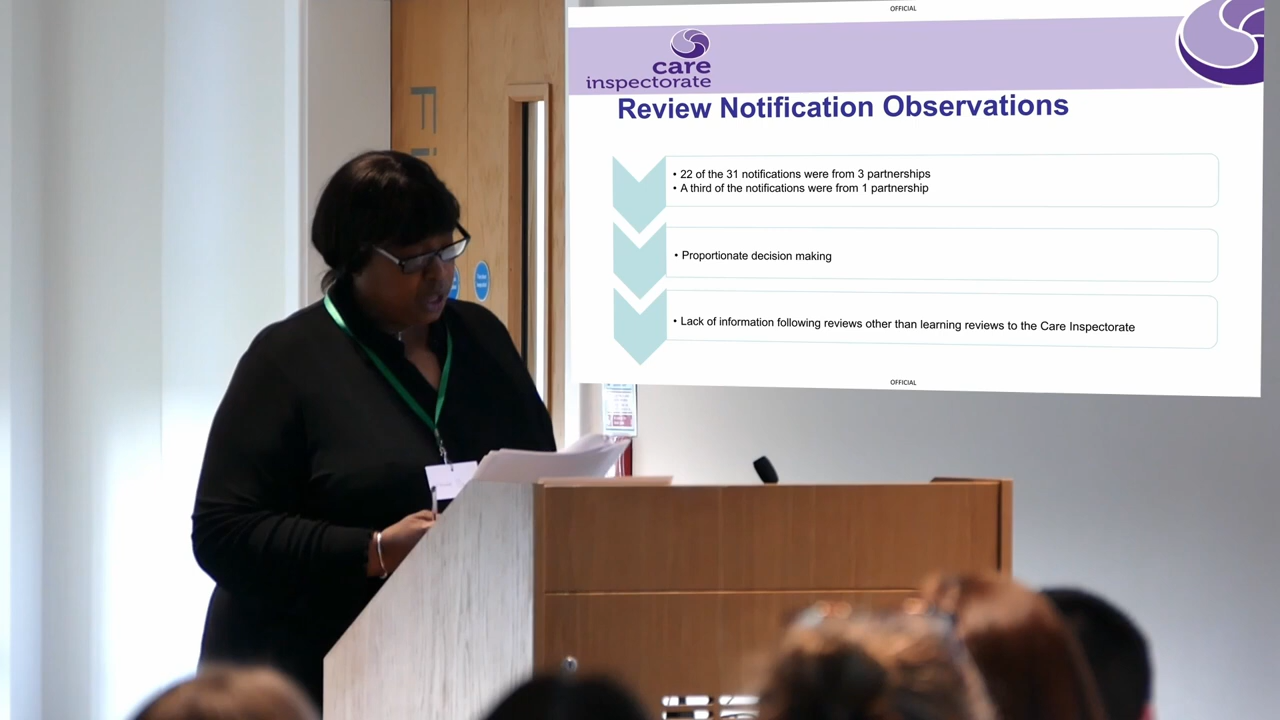 OFFICIAL
care
inspectorate
Review Notification Observations
• 22 of the 31 notifications were from 3 partnerships
• A third of the notifications were from 1 partnership
• Proportionate decision making
• Lack of information following reviews other than learning reviews to the Care Inspectorate
OFFICIAL